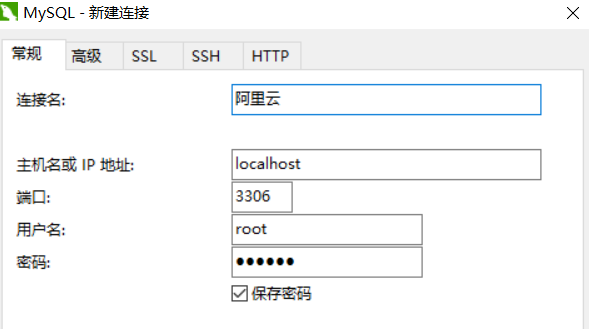 MySQL - 新建连接
常规 高级 SSL SSH HTTP
连接名: 阿里云
主机名或 IP 地址: localhost
端口: 3306
用户名: root
密码: ●●●●●●
保存密码